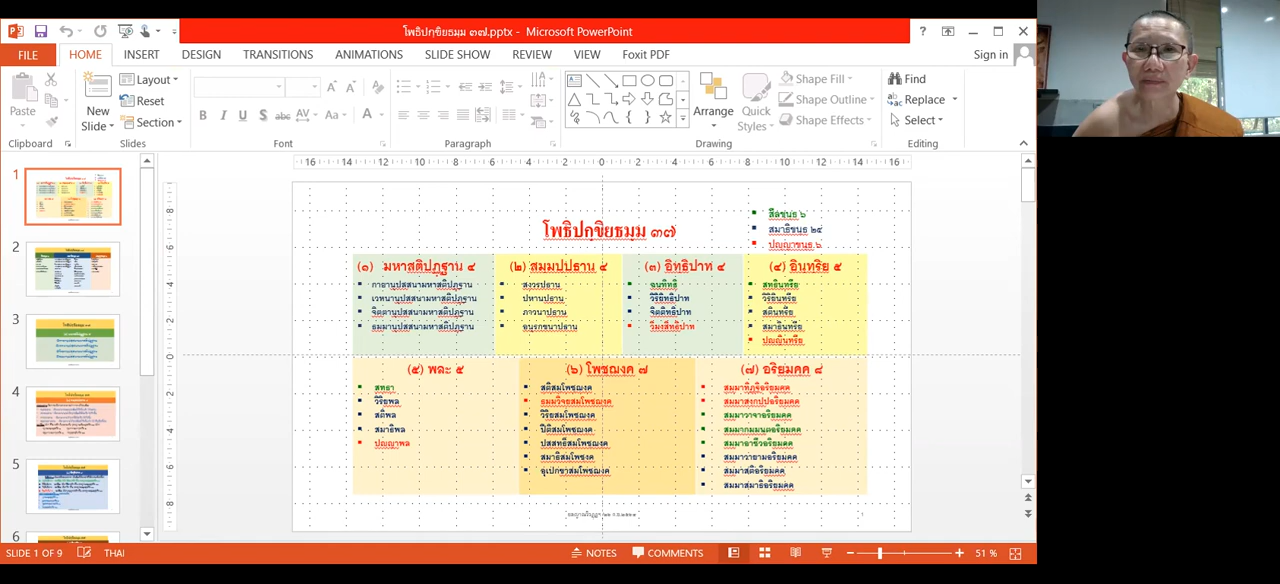 โพธิปกฺขิยธมฺม ๓๗.pptx - Microsoft PowerPoint
FILE HOME INSERT DESIGN TRANSITIONS ANIMATIONS SLIDE SHOW REVIEW VIEW Foxit PDF Sign in
Paste
New Slide
Layout
Reset
Section
Shape Fill
Shape Outline
Shape Effects
Arrange
Quick Styles
Find
Replace
Select
Clipboard Slides Font Paragraph Drawing Editing
16 14 12 10 8 6 4 2 0 2 4 6 8 10 12 14 16
โพธิปกฺขิยธมฺม ๓๗
สีลขนฺธ ๖
สมาธิขนฺธ ๒๔
ปญฺญาขนฺธ ๖
(๑) มหาสติปฏฺฐาน ๔
กายานุปสฺสนามหาสติปฏฺฐาน
เวทนานุปสฺสนามหาสติปฏฺฐาน
จิตฺตานุปสฺสนามหาสติปฏฺฐาน
ธมฺมานุปสฺสนามหาสติปฏฺฐาน
(๒) สมฺมปฺปธาน ๔
สงฺวรปธาน
ปหานปธาน
ภาวนาปธาน
อนุรกฺขนาปธาน
(๓) อิทฺธิปาท ๔
ฉนฺทิทฺธิ
วิริยิทฺธิปาท
จิตฺติทฺธิปาท
วิมงฺสิทฺธิปาท
(๔) อินฺทฺริย ๕
สทฺธินฺทฺริย
วิริยินฺทฺริย
สตินฺทฺริย
สมาธินฺทฺริย
ปญฺญินฺทฺริย
(๕) พละ ๕
สทฺธา
วิริยพล
สติพล
สมาธิพล
ปญฺญาพล
(๖) โพชฺฌงฺค ๗
สติสมฺโพชฺฌงฺค
ธมฺมวิจยสมฺโพชฺฌงฺค
วิริยสมฺโพชฺฌงฺค
ปีติสมฺโพชฺฌงฺค
ปสฺสทฺธิสมฺโพชฺฌงฺค
สมาธิสมฺโพชฺฌงฺค
อุเปกฺขาสมฺโพชฺฌงฺค
(๗) อริยมคฺค ๘
สมฺมาทิฏฺฐิอริยมคฺค
สมฺมาสงฺกปฺปอริยมคฺค
สมฺมาวาจาอริยมคฺค
สมฺมากมฺมนฺตอริยมคฺค
สมฺมาอาชีวอริยมคฺค
สมฺมาวายามอริยมคฺค
สมฺมาสติอริยมคฺค
สมฺมาสมาธิอริยมคฺค
1
2
3
4
5
6
SLIDE 1 OF 9 THAI NOTES COMMENTS 51 %